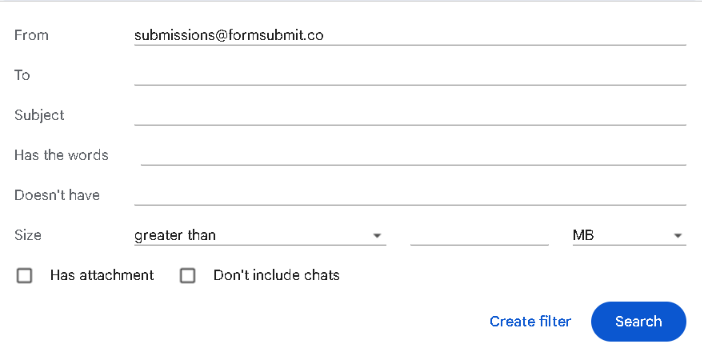 From submissions@formsubmit.co
To
Subject
Has the words
Doesn't have
Size greater than MB
Has attachment Don't include chats
Create filter Search